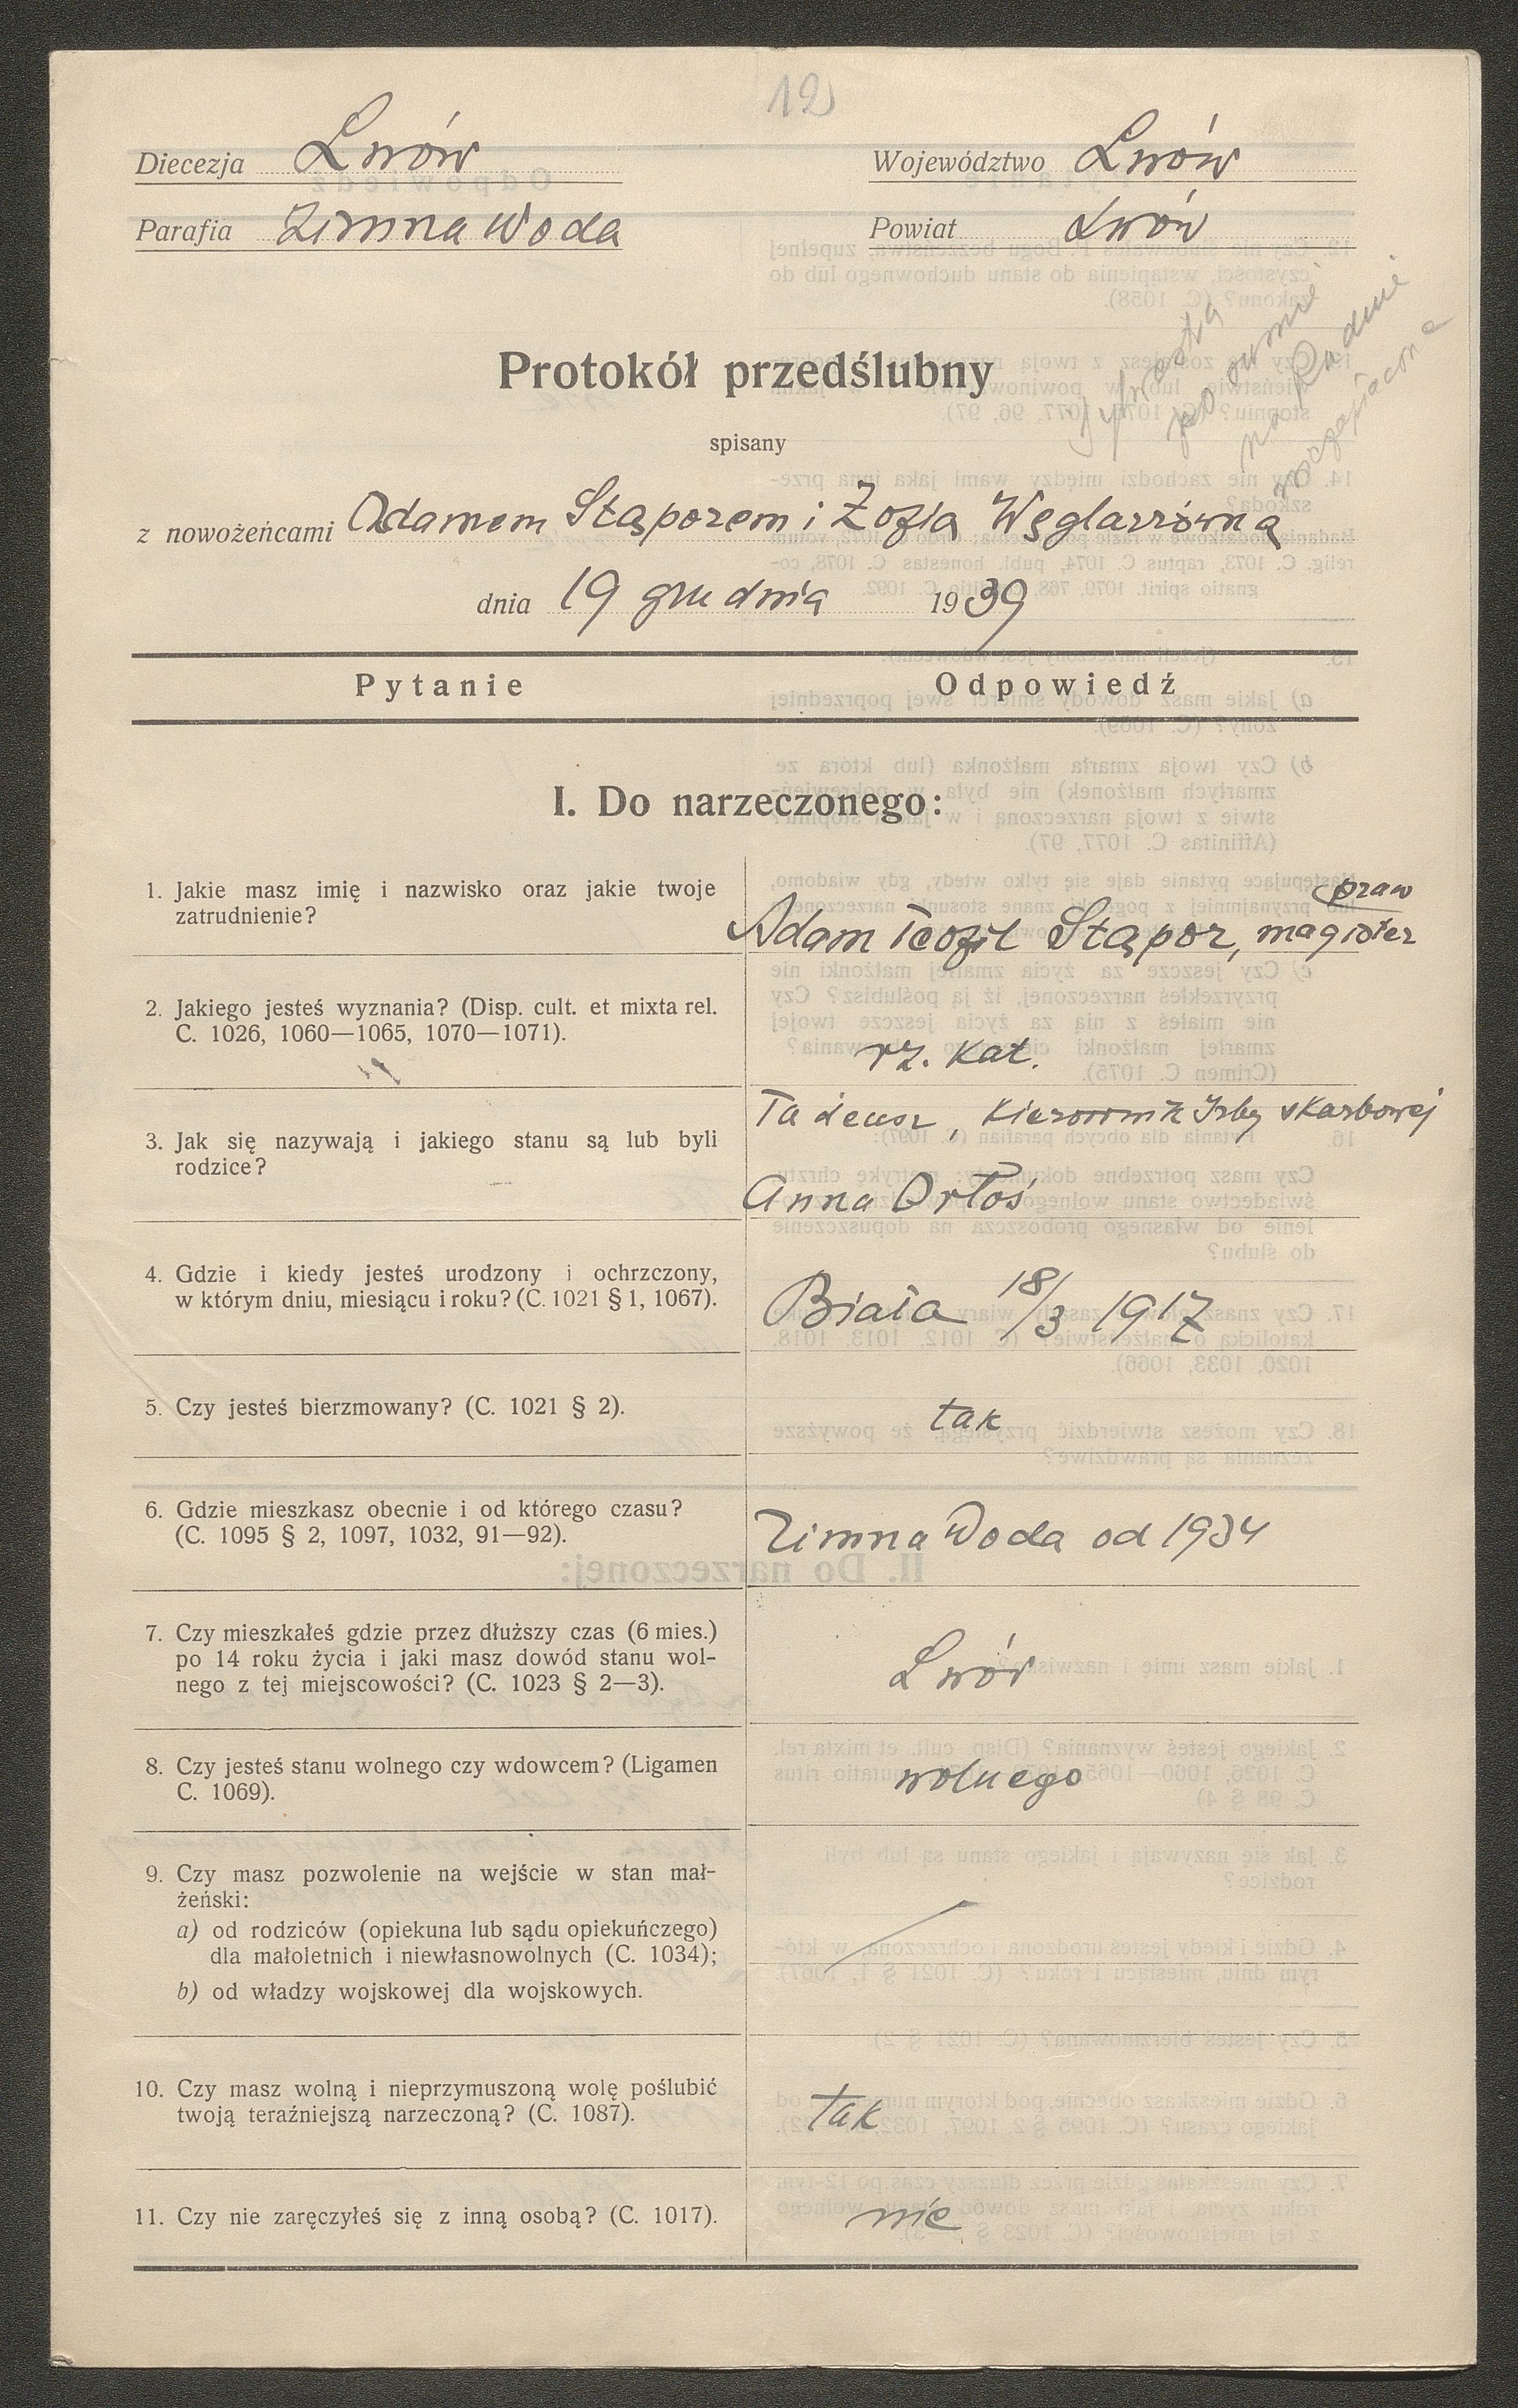 12
Diecezja Lwów
Województwo Lwów
Parafia Zimna Woda
Powiat Lwów
Protokół przedślubny
spisany
z nowożeńcami Adamem Stąporem i Zofią Węglarzówną
dnia 19 grudnia 1939
Pytanie
Odpowiedź
I. Do narzeczonego:
1. Jakie masz imię i nazwisko oraz jakie twoje
zatrudnienie?
praw
Adam Teofil Stąpor, magister
2. Jakiego jesteś wyznania? (Disp. cult. et mixta rel.
C. 1026, 1060—1065, 1070—1071).
rz. kat.
3. Jak się nazywają i jakiego stanu są lub byli
rodzice?
Tadeusz, kierownik Izby skarbowej
Anna Orłoś
4. Gdzie i kiedy jesteś urodzony i ochrzczony,
w którym dniu, miesiącu i roku? (C. 1021 § 1, 1067).
Biała 18/3 1917
5. Czy jesteś bierzmowany? (C. 1021 § 2).
tak
6. Gdzie mieszkasz obecnie i od którego czasu?
(C. 1095 § 2, 1097, 1032, 91—92).
Zimna Woda od 1934
7. Czy mieszkałeś gdzie przez dłuższy czas (6 mies.)
po 14 roku życia i jaki masz dowód stanu wol-
nego z tej miejscowości? (C. 1023 § 2—3).
Lwów
8. Czy jesteś stanu wolnego czy wdowcem? (Ligamen
C. 1069).
wolnego
9. Czy masz pozwolenie na wejście w stan mał-
żeński:
a) od rodziców (opiekuna lub sądu opiekuńczego)
dla małoletnich i niewłasnowolnych (C. 1034);
b) od władzy wojskowej dla wojskowych.
10. Czy masz wolną i nieprzymuszoną wolę poślubić
twoją teraźniejszą narzeczoną? (C. 1087).
tak
11. Czy nie zaręczyłeś się z inną osobą? (C. 1017).
nie